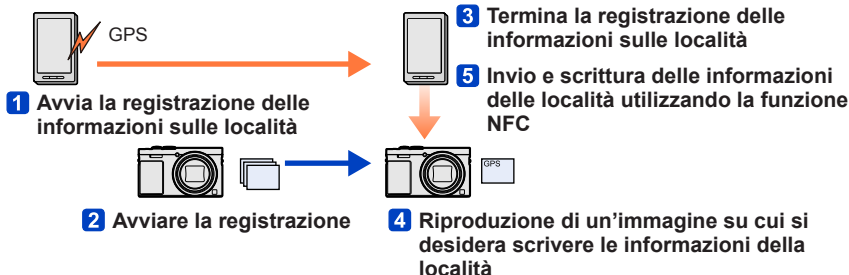 GPS
1 Avvia la registrazione delle
informazioni sulle località
2 Avviare la registrazione
3 Termina la registrazione delle
informazioni sulle località
5 Invio e scrittura delle informazioni
delle località utilizzando la funzione
NFC
GPS
4 Riproduzione di un'immagine su cui si
desidera scrivere le informazioni della
località